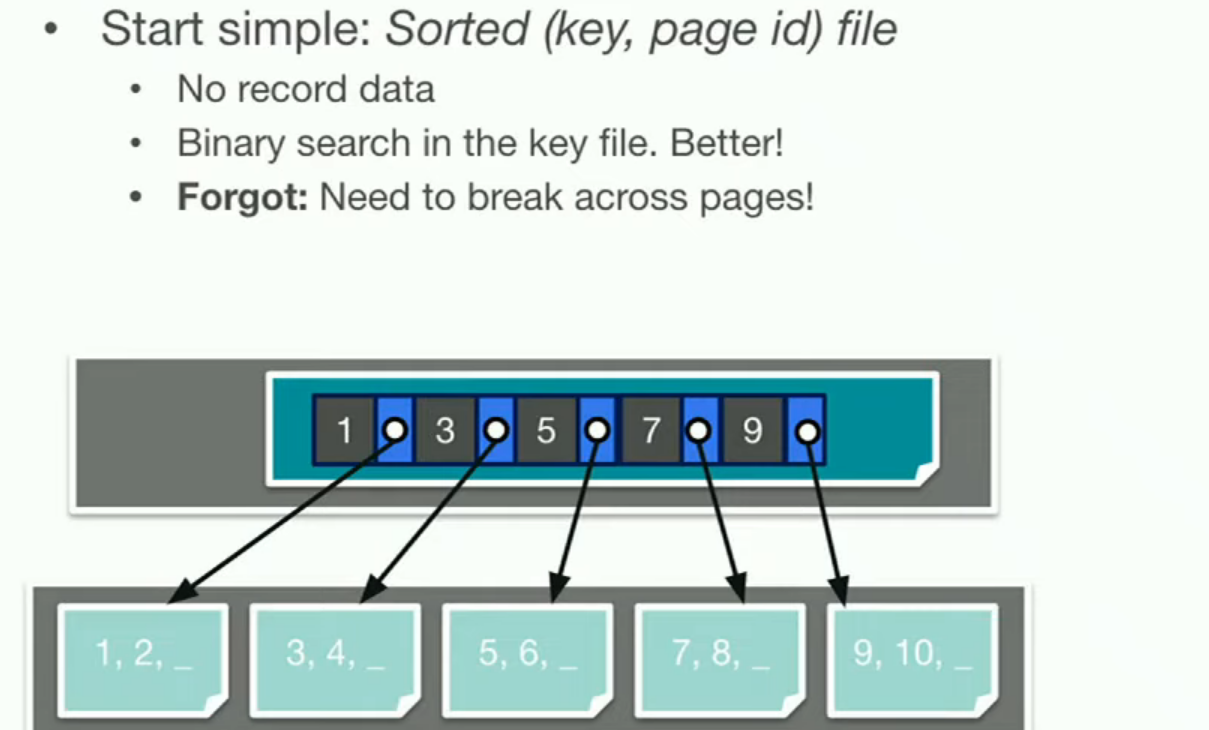 • Start simple: Sorted (key, page id) file
• No record data
• Binary search in the key file. Better!
• Forgot: Need to break across pages!
1 3 5 7 9
1, 2, _ 3, 4, _ 5, 6, _ 7, 8, _ 9, 10, _